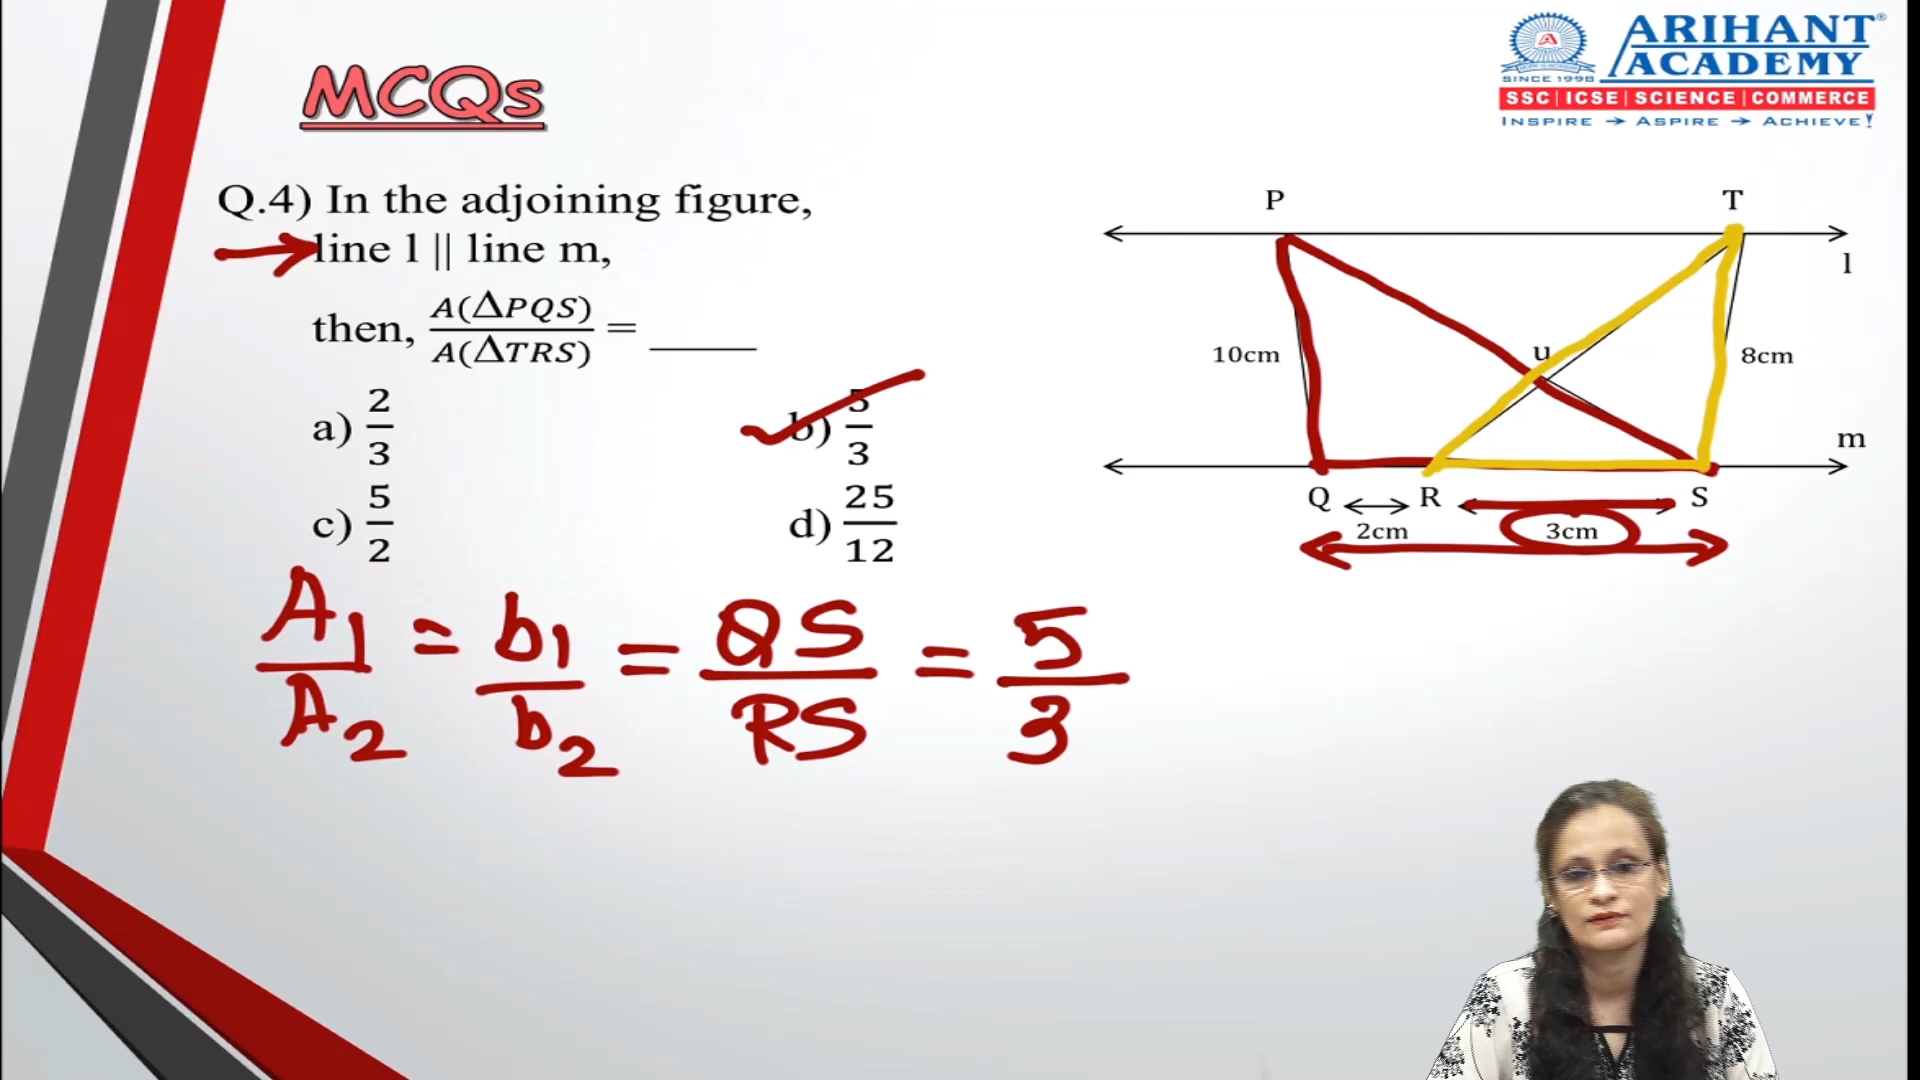 MCQs
ARIHANT
ACADEMY
SINCE 1998
SSC | ICSE | SCIENCE | COMMERCE
INSPIRE → ASPIRE → ACHIEVE!
Q.4) In the adjoining figure,
line l || line m,
then, A(ΔPQS)/A(ΔTRS) = _____
a) 2/3 b) 5/3
c) 5/2 d) 25/12
P T
l
u
10cm 8cm
m
Q R S
2cm 3cm
A1/A2 = b1/b2 = QS/RS = 5/3